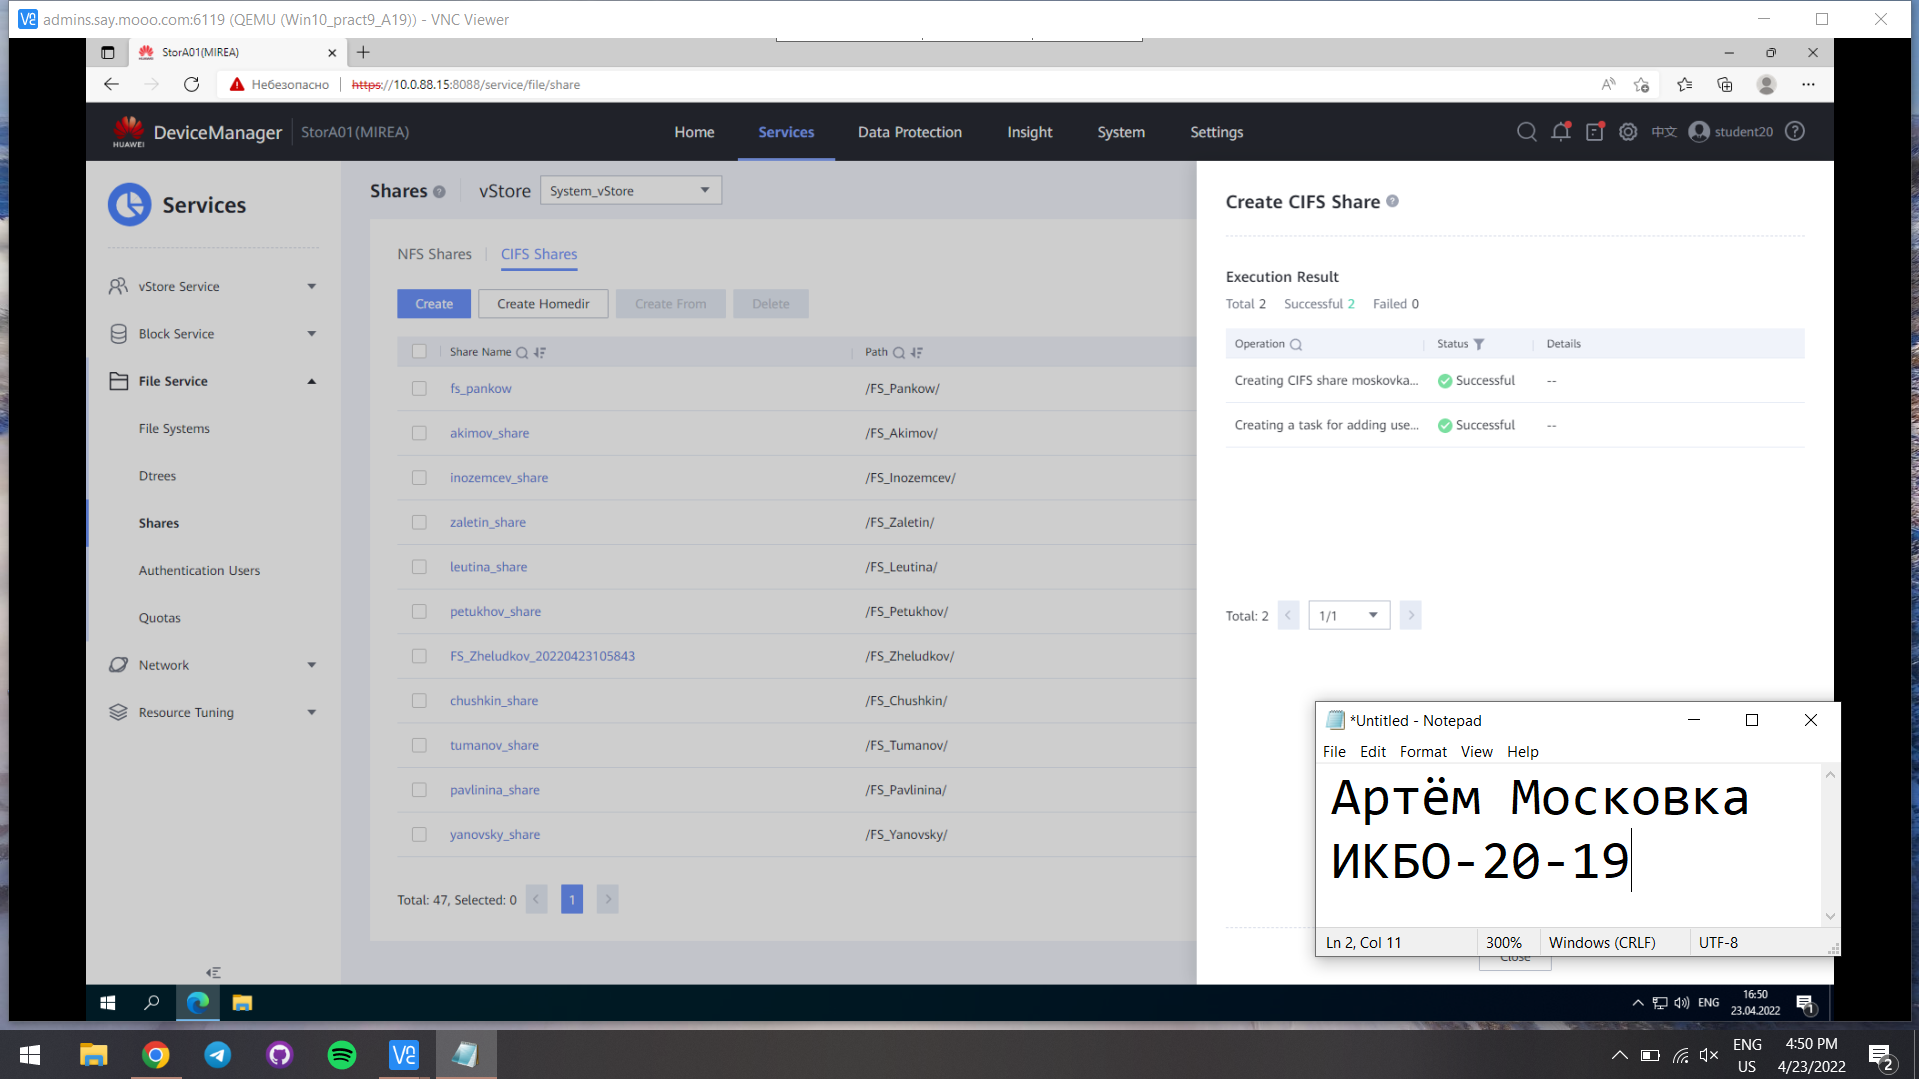 admins.say.mooo.com:6119 (QEMU (Win10_pract9_A19)) - VNC Viewer
StorA01(MIREA)
Небезопасно
https://10.0.88.15:8088/service/file/share
HUAWEI
DeviceManager
StorA01(MIREA)
Home
Services
Data Protection
Insight
System
Settings
中文
student20
Services
vStore Service
Block Service
File Service
File Systems
Dtrees
Shares
Authentication Users
Quotas
Network
Resource Tuning
Shares
vStore
System_vStore
NFS Shares
CIFS Shares
Create
Create Homedir
Create From
Delete
Share Name
Path
fs_pankow
/FS_Pankow/
akimov_share
/FS_Akimov/
inozemcev_share
/FS_Inozemcev/
zaletin_share
/FS_Zaletin/
leutina_share
/FS_Leutina/
petukhov_share
/FS_Petukhov/
FS_Zheludkov_20220423105843
/FS_Zheludkov/
chushkin_share
/FS_Chushkin/
tumanov_share
/FS_Tumanov/
pavlinina_share
/FS_Pavlinina/
yanovsky_share
/FS_Yanovsky/
Total: 47, Selected: 0
1
Create CIFS Share
Execution Result
Total 2
Successful 2
Failed 0
Operation
Status
Details
Creating CIFS share moskovka...
Successful
--
Creating a task for adding use...
Successful
--
Total: 2
1/1
*Untitled - Notepad
File
Edit
Format
View
Help
Артём Московка
ИКБО-20-19
Ln 2, Col 11
300%
Windows (CRLF)
UTF-8
Close
ENG
16:50
23.04.2022
1
ENG
US
4:50 PM
4/23/2022
2